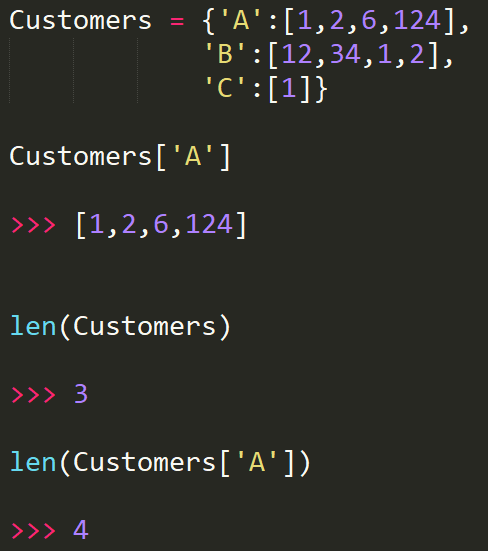 Customers = {'A':[1,2,6,124],
'B':[12,34,1,2],
'C':[1]}
Customers['A']
>>> [1,2,6,124]
len(Customers)
>>> 3
len(Customers['A'])
>>> 4